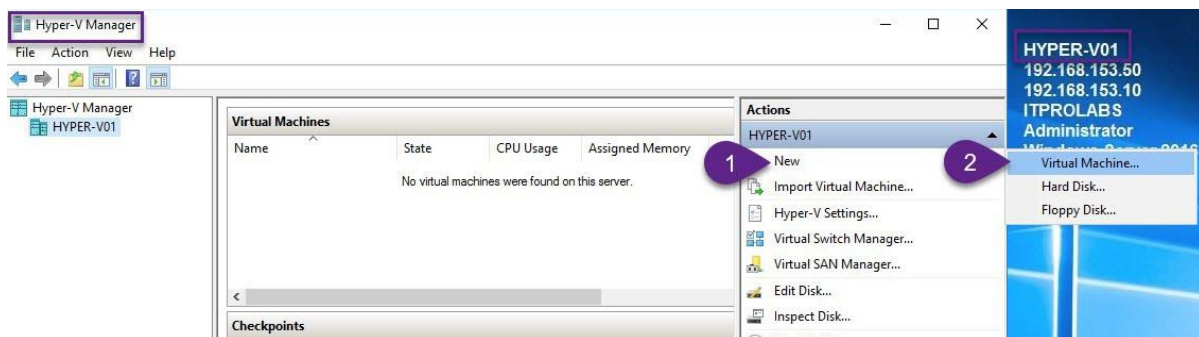 Hyper-V Manager
File Action View Help
Hyper-V Manager
HYPER-V01
Virtual Machines
Name State CPU Usage Assigned Memory
No virtual machines were found on this server.
Checkpoints
Actions
HYPER-V01
1 New
Import Virtual Machine...
Hyper-V Settings...
Virtual Switch Manager...
Virtual SAN Manager...
Edit Disk...
Inspect Disk...
HYPER-V01
192.168.153.50
192.168.153.10
ITPROLABS
Administrator
Windows Server 2016
2 Virtual Machine...
Hard Disk...
Floppy Disk...